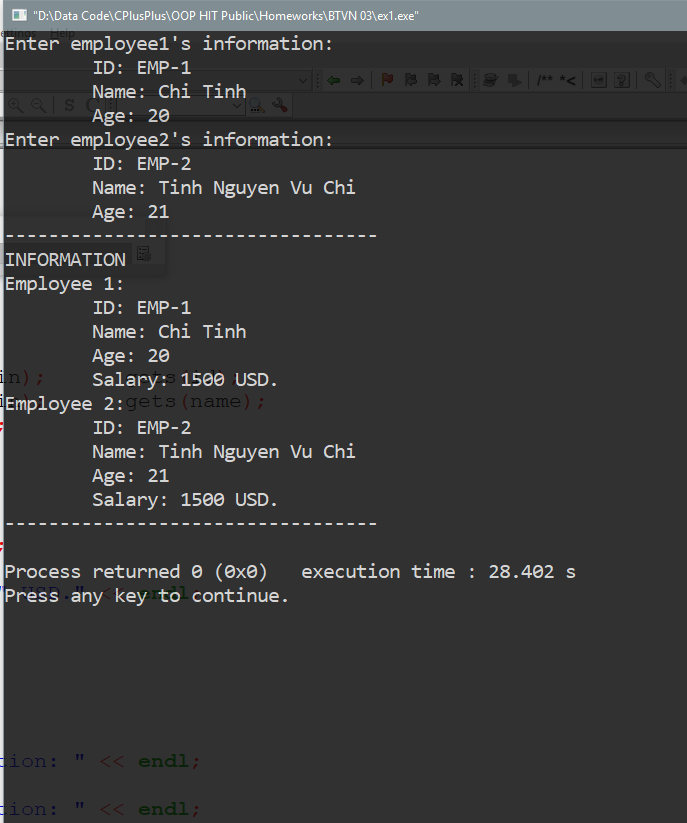 "D:\Data Code\CPlusPlus\OOP HIT Public\Homeworks\BTVN 03\ex1.exe"
Enter employee1's information:
        ID: EMP-1
        Name: Chi Tinh
        Age: 20
Enter employee2's information:
        ID: EMP-2
        Name: Tinh Nguyen Vu Chi
        Age: 21
----------------------------------
INFORMATION
Employee 1:
        ID: EMP-1
        Name: Chi Tinh
        Age: 20
        Salary: 1500 USD.
Employee 2:
gets(name);
        ID: EMP-2
        Name: Tinh Nguyen Vu Chi
        Age: 21
        Salary: 1500 USD.
----------------------------------
Process returned 0 (0x0)   execution time : 28.402 s
Press any key to continue.
tion: " << endl;
tion: " << endl;